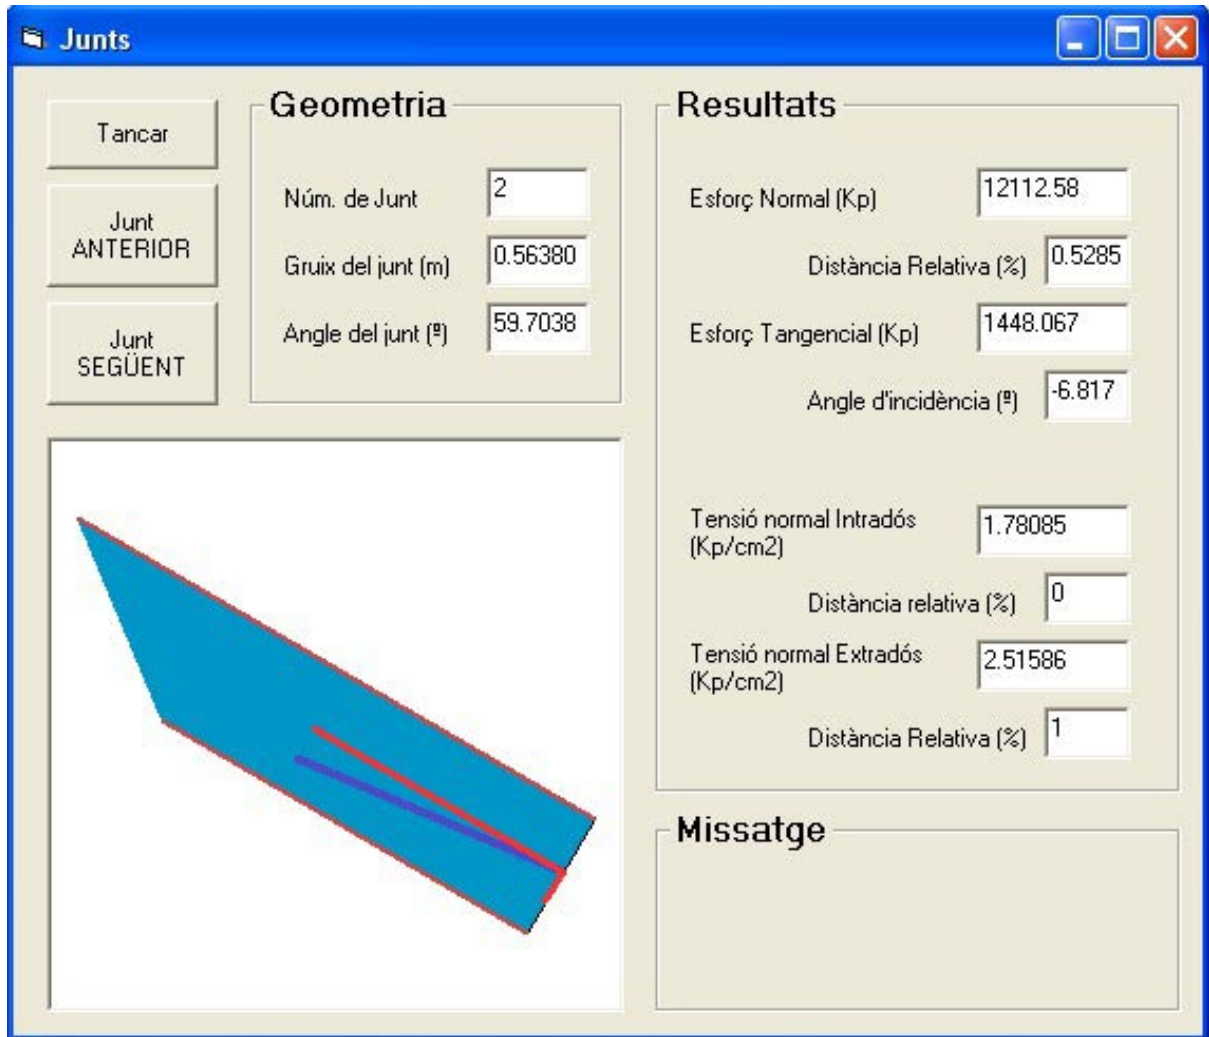 Junts
Tancar
Junt
ANTERIOR
Junt
SEGÜENT
Geometria
Núm. de Junt 2
Gruix del junt (m) 0.56380
Angle del junt (º) 59.7038
Resultats
Esforç Normal (Kp) 12112.58
Distància Relativa (%) 0.5285
Esforç Tangencial (Kp) 1448.067
Angle d'incidència (º) -6.817
Tensió normal Intradós
(Kp/cm2) 1.78085
Distància relativa (%) 0
Tensió normal Extradós
(Kp/cm2) 2.51586
Distància Relativa (%) 1
Missatge